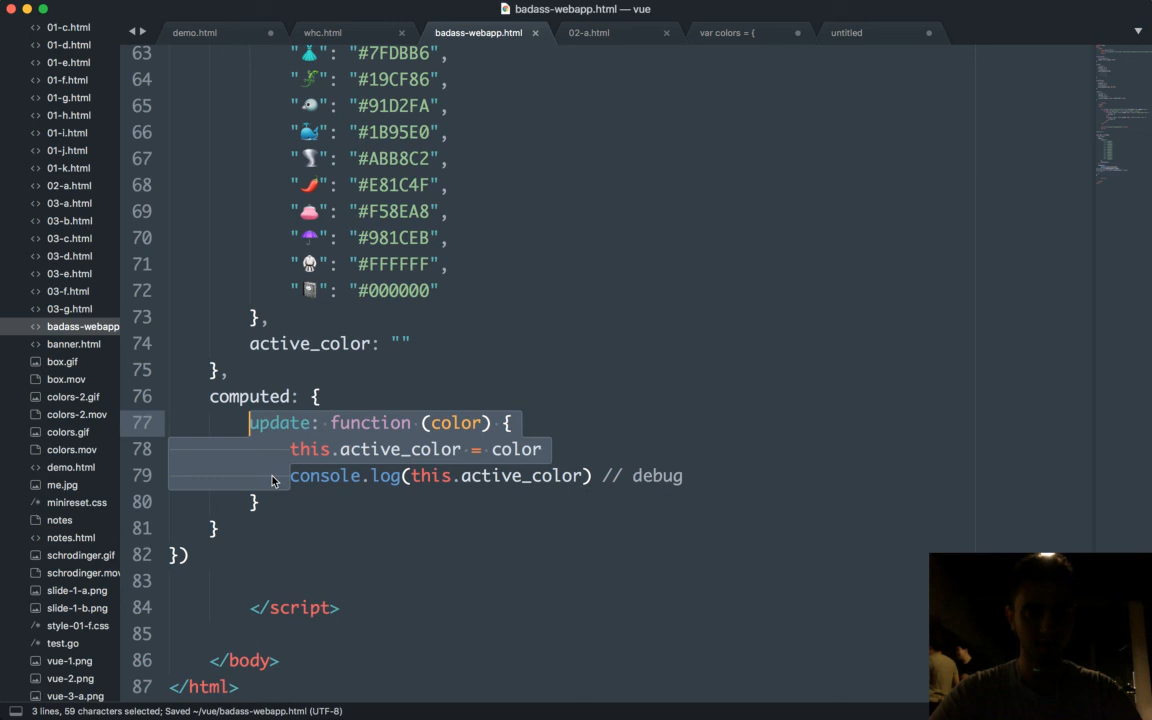 badass-webapp.html — vue
demo.html
whc.html
badass-webapp.html
02-a.html
var colors = {
untitled
01-c.html
01-d.html
01-e.html
01-f.html
01-g.html
01-h.html
01-i.html
01-j.html
01-k.html
02-a.html
03-a.html
03-b.html
03-c.html
03-d.html
03-e.html
03-f.html
03-g.html
badass-webapp
banner.html
box.gif
box.mov
colors-2.gif
colors-2.mov
colors.gif
colors.mov
demo.html
me.jpg
minireset.css
notes
notes.html
schrodinger.gif
schrodinger.mov
slide-1-a.png
slide-1-b.png
style-01-f.css
test.go
vue-1.png
vue-2.png
vue-3-a.png
63 "👗": "#7FDBB6",
64 "🦎": "#19CF86",
65 "🐦": "#91D2FA",
66 "🐳": "#1B95E0",
67 "🌪": "#ABB8C2",
68 "🌶": "#E81C4F",
69 "👛": "#F58EA8",
70 "☂": "#981CEB",
71 "🥋": "#FFFFFF",
72 "📓": "#000000"
73 },
74 active_color: ""
75 },
76 computed: {
77 update: function (color) {
78 this.active_color = color
79 console.log(this.active_color) // debug
80 }
81 }
82 })
83
84 </script>
85
86 </body>
87 </html>
3 lines, 59 characters selected; Saved ~/vue/badass-webapp.html (UTF-8)